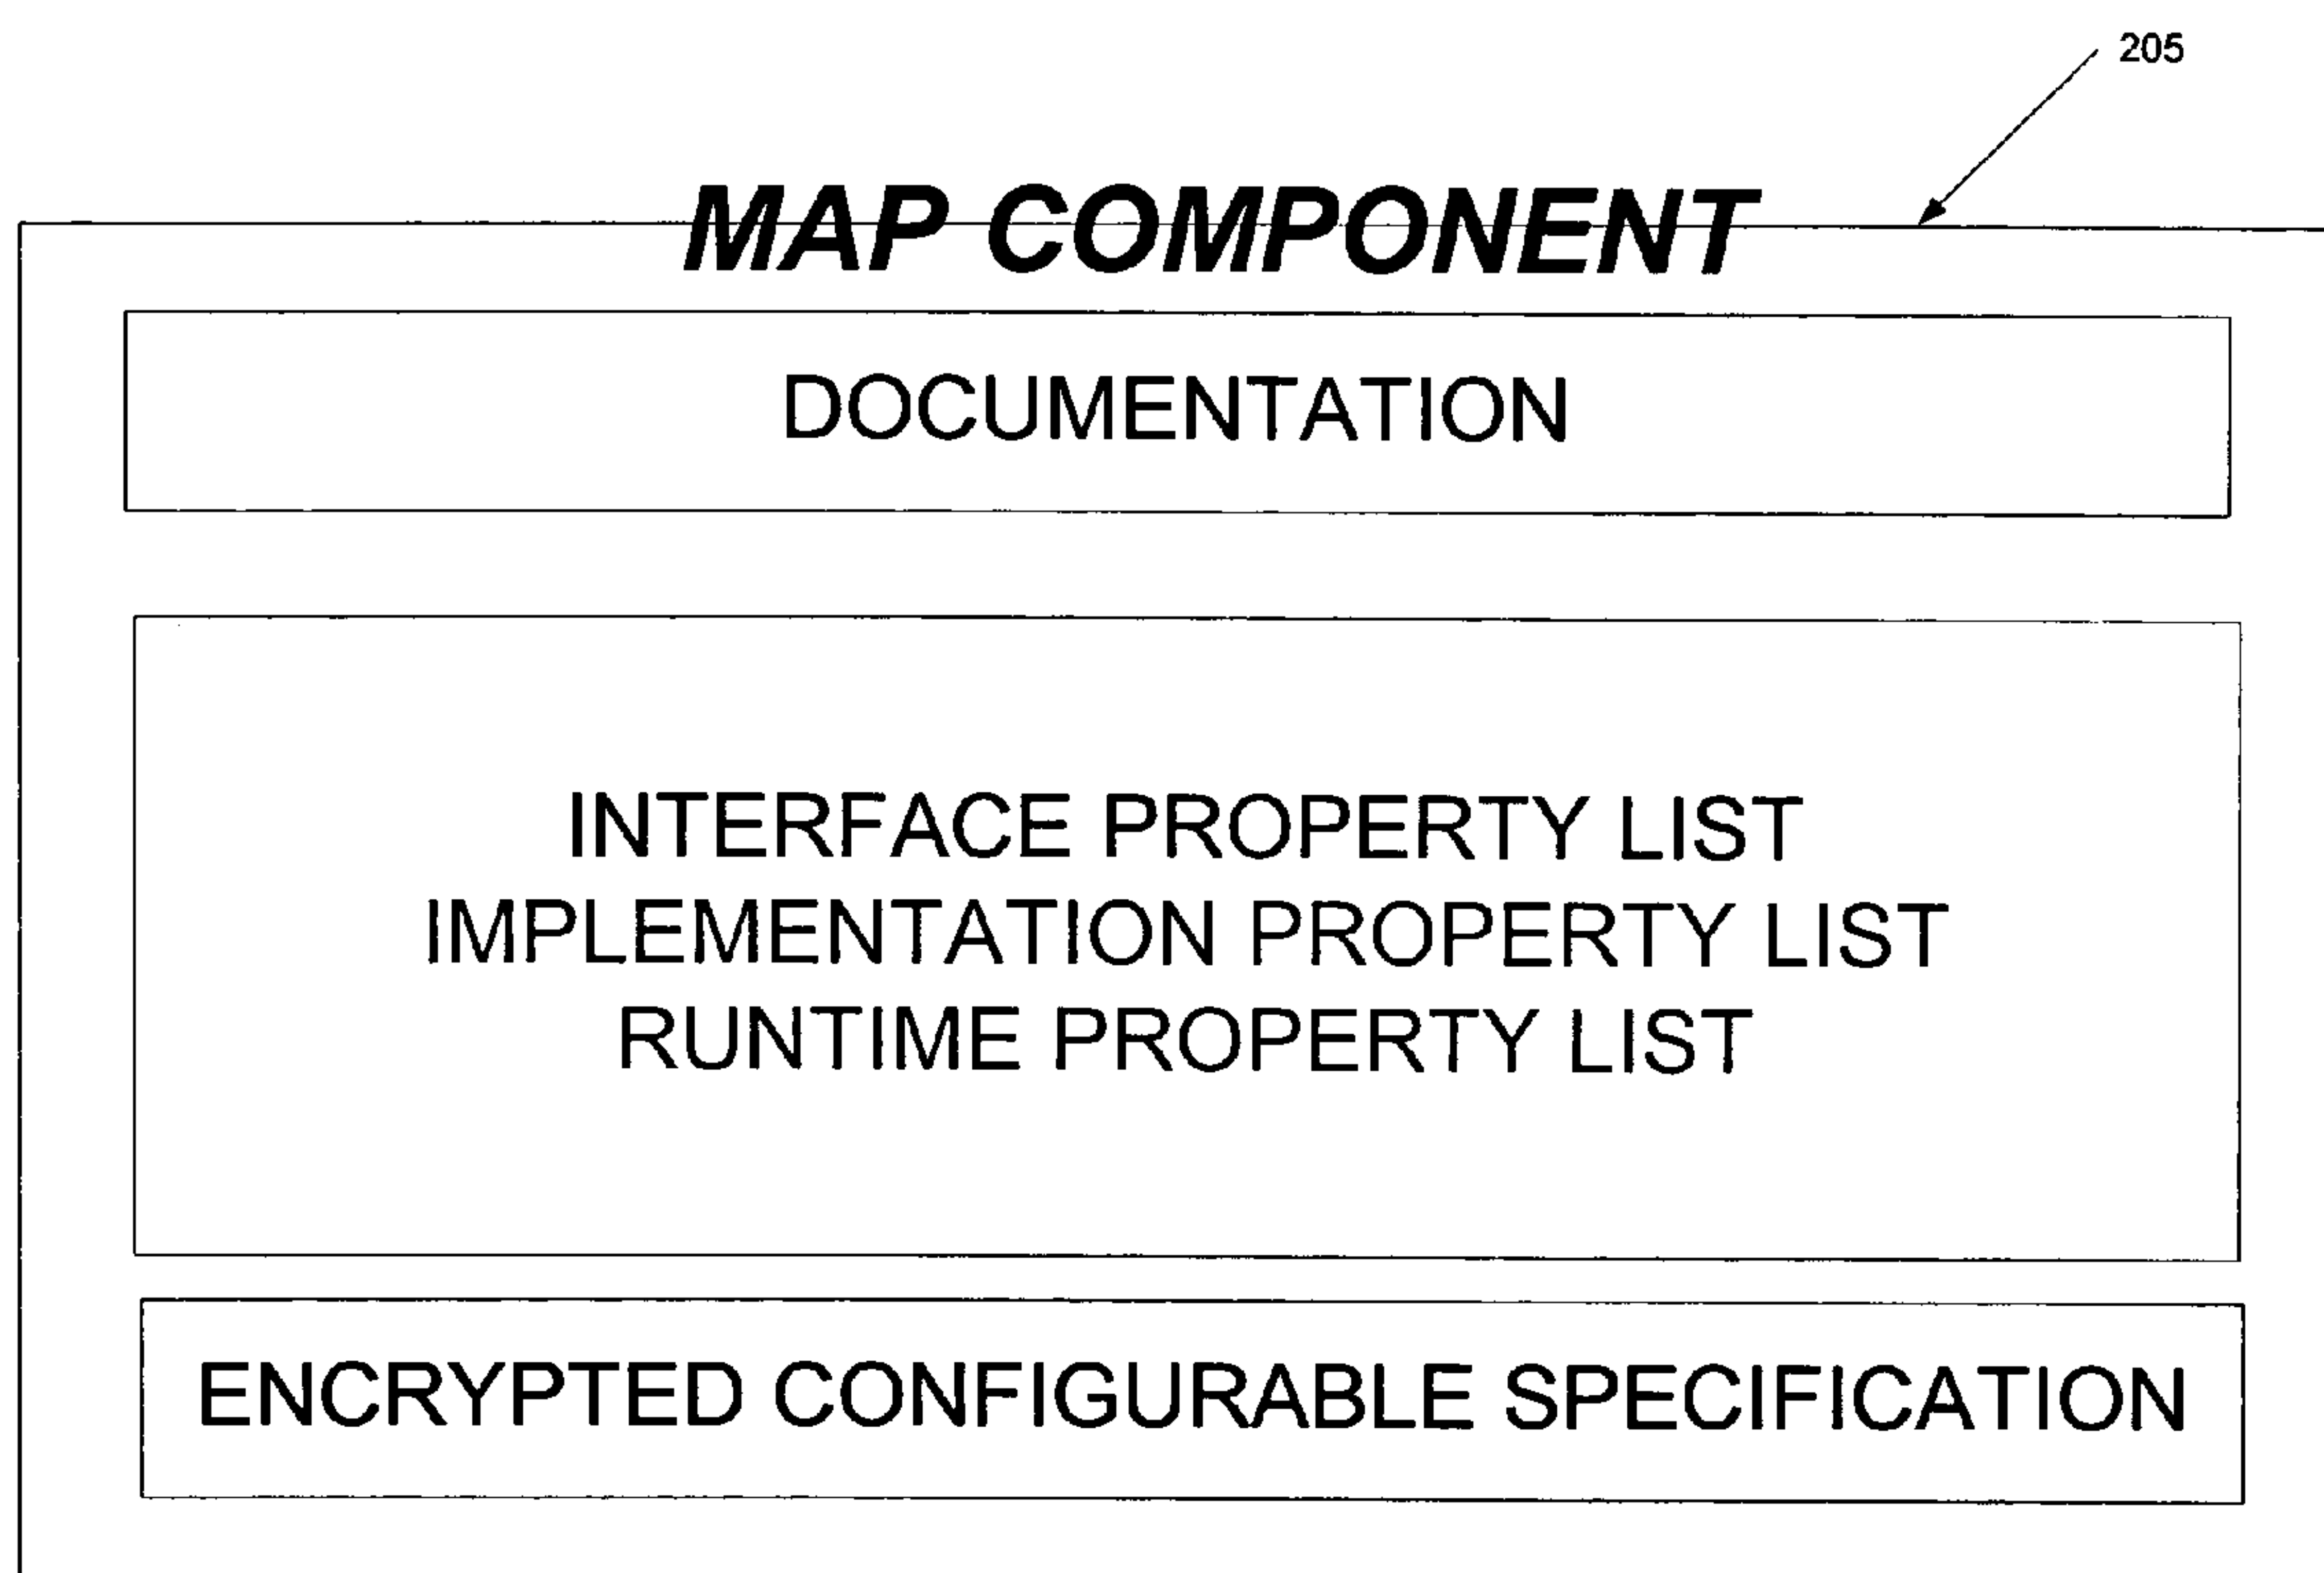 205
MAP COMPONENT
DOCUMENTATION
INTERFACE PROPERTY LIST
IMPLEMENTATION PROPERTY LIST
RUNTIME PROPERTY LIST
ENCRYPTED CONFIGURABLE SPECIFICATION